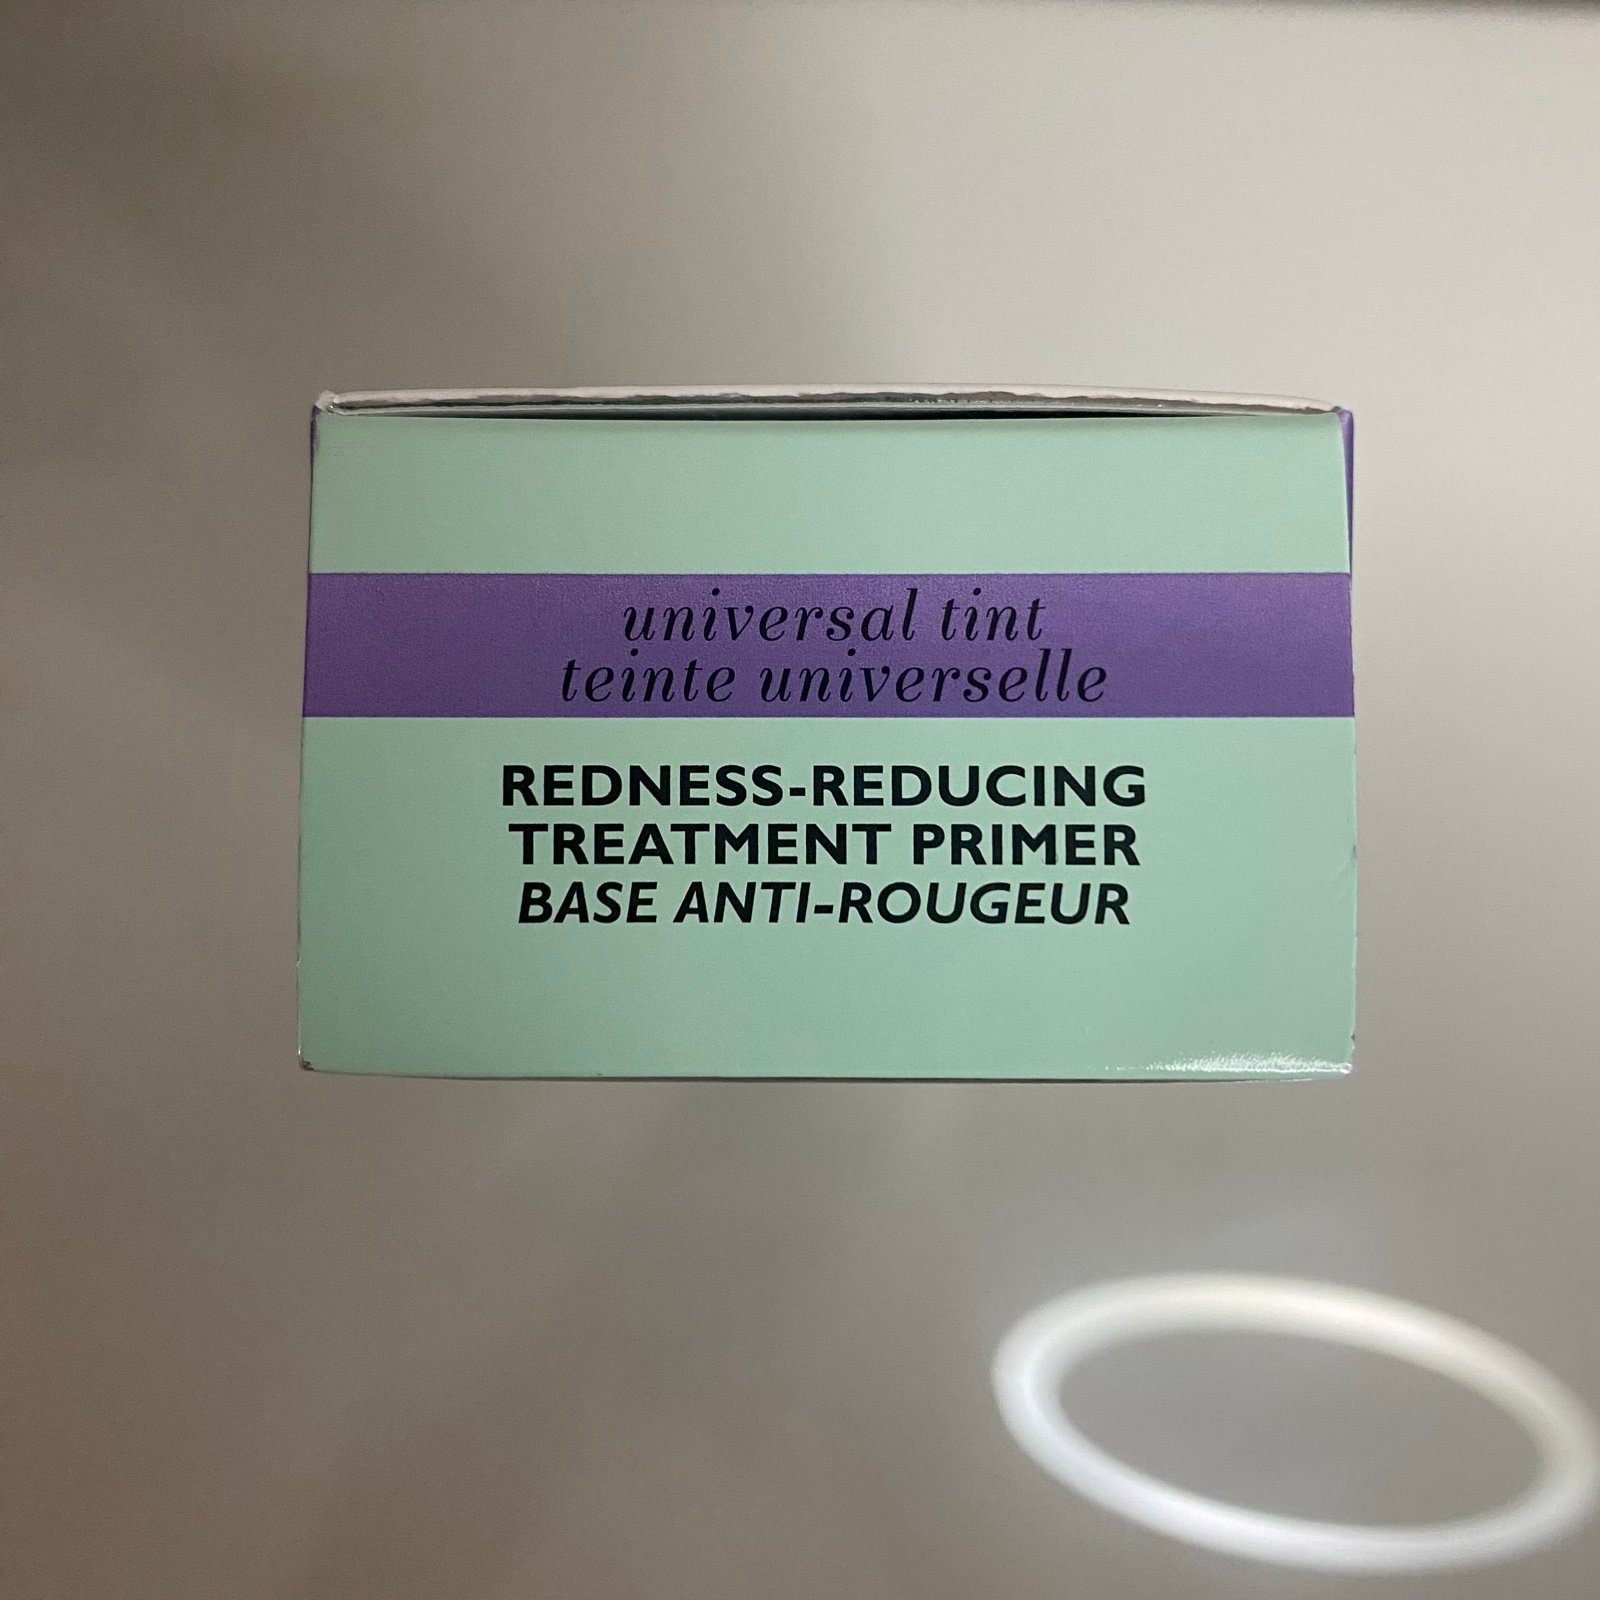 universal tint
teinte universelle
REDNESS-REDUCING
TREATMENT PRIMER
BASE ANTI-ROUGEUR